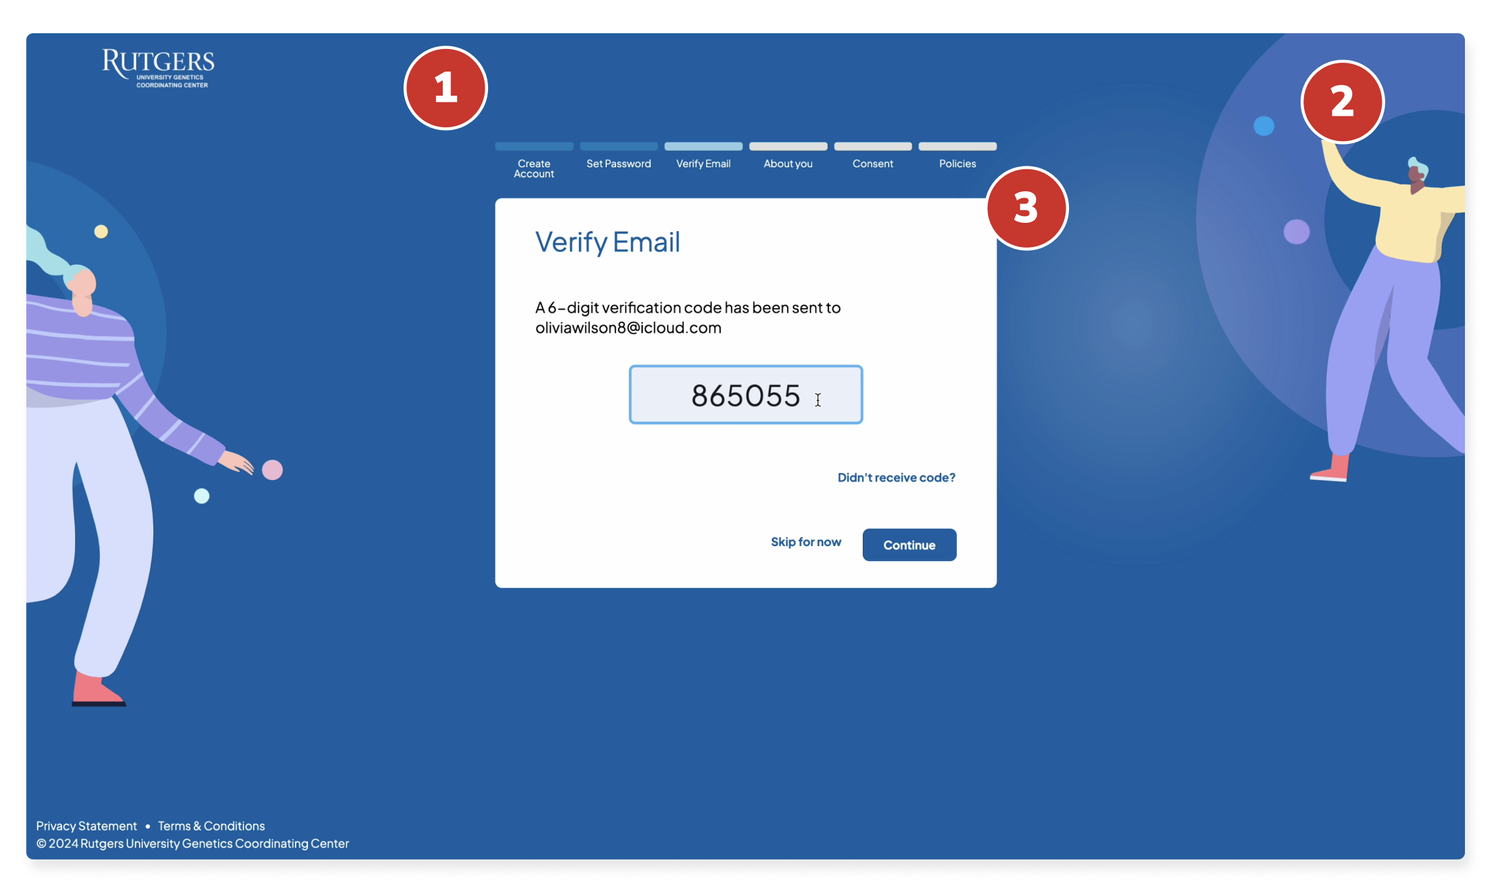 RUTGERS
UNIVERSITY GENETICS
COORDINATING CENTER
1
2
Create
Account
Set Password
Verify Email
About you
Consent
Policies
3
Verify Email
A 6-digit verification code has been sent to
oliviawilson8@icloud.com
865055
Didn't receive code?
Skip for now
Continue
Privacy Statement • Terms & Conditions
© 2024 Rutgers University Genetics Coordinating Center